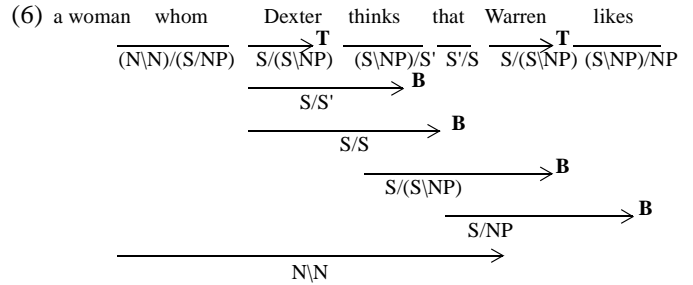 (6) a woman whom Dexter thinks that Warren likes
T T
(N\N)/(S/NP) S/(S\NP) (S\NP)/S' S'/S S/(S\NP) (S\NP)/NP
B
S/S'
B
S/S
B
S/(S\NP)
B
S/NP
N\N